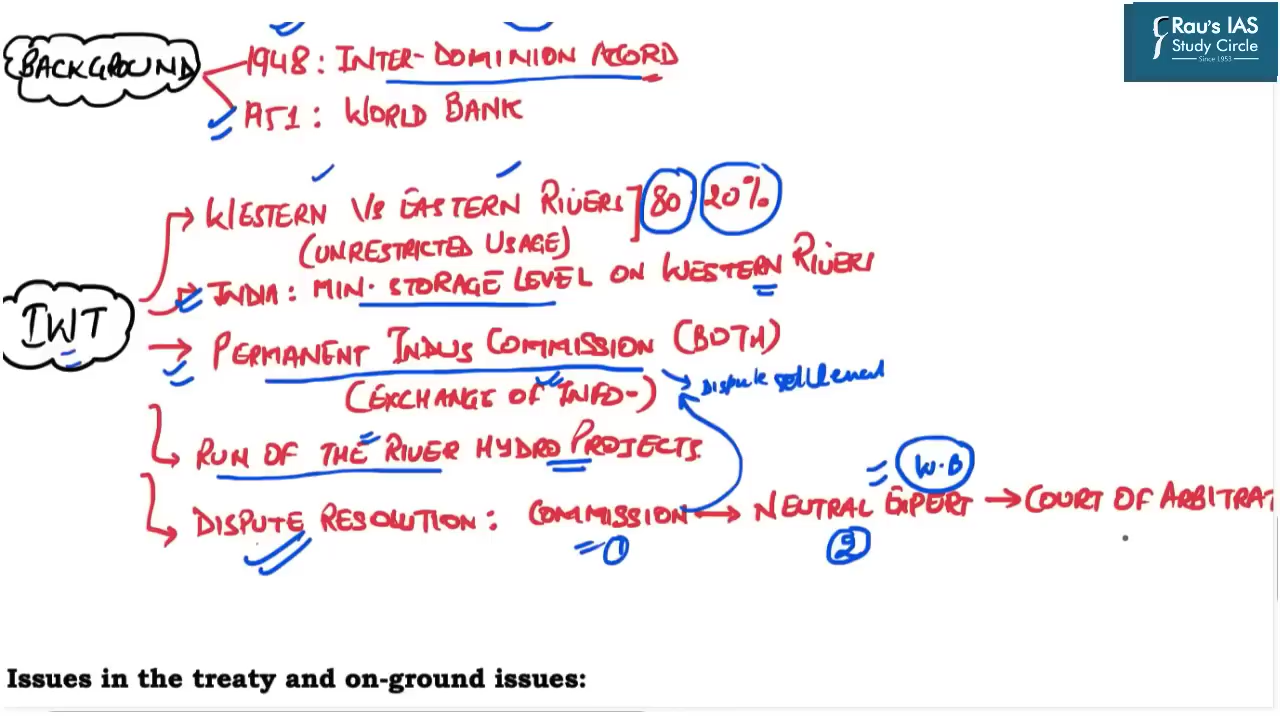 Rau's IAS
Study Circle
Since 1953
BACKGROUND
1948: INTER-DOMINION ACCORD
1951: WORLD BANK
WESTERN V/s EASTERN RIVERS 80 20%
(UNRESTRICTED USAGE)
INDIA: MIN. STORAGE LEVEL ON WESTERN RIVERS
IWT
PERMANENT INDUS COMMISSION (BOTH)
Dispute settlement
(EXCHANGE OF INFO-)
RUN OF THE RIVER HYDRO PROJECTS
W.B
DISPUTE RESOLUTION: COMMISSION → NEUTRAL EXPERT → COURT OF ARBITRAT
1 2
Issues in the treaty and on-ground issues: